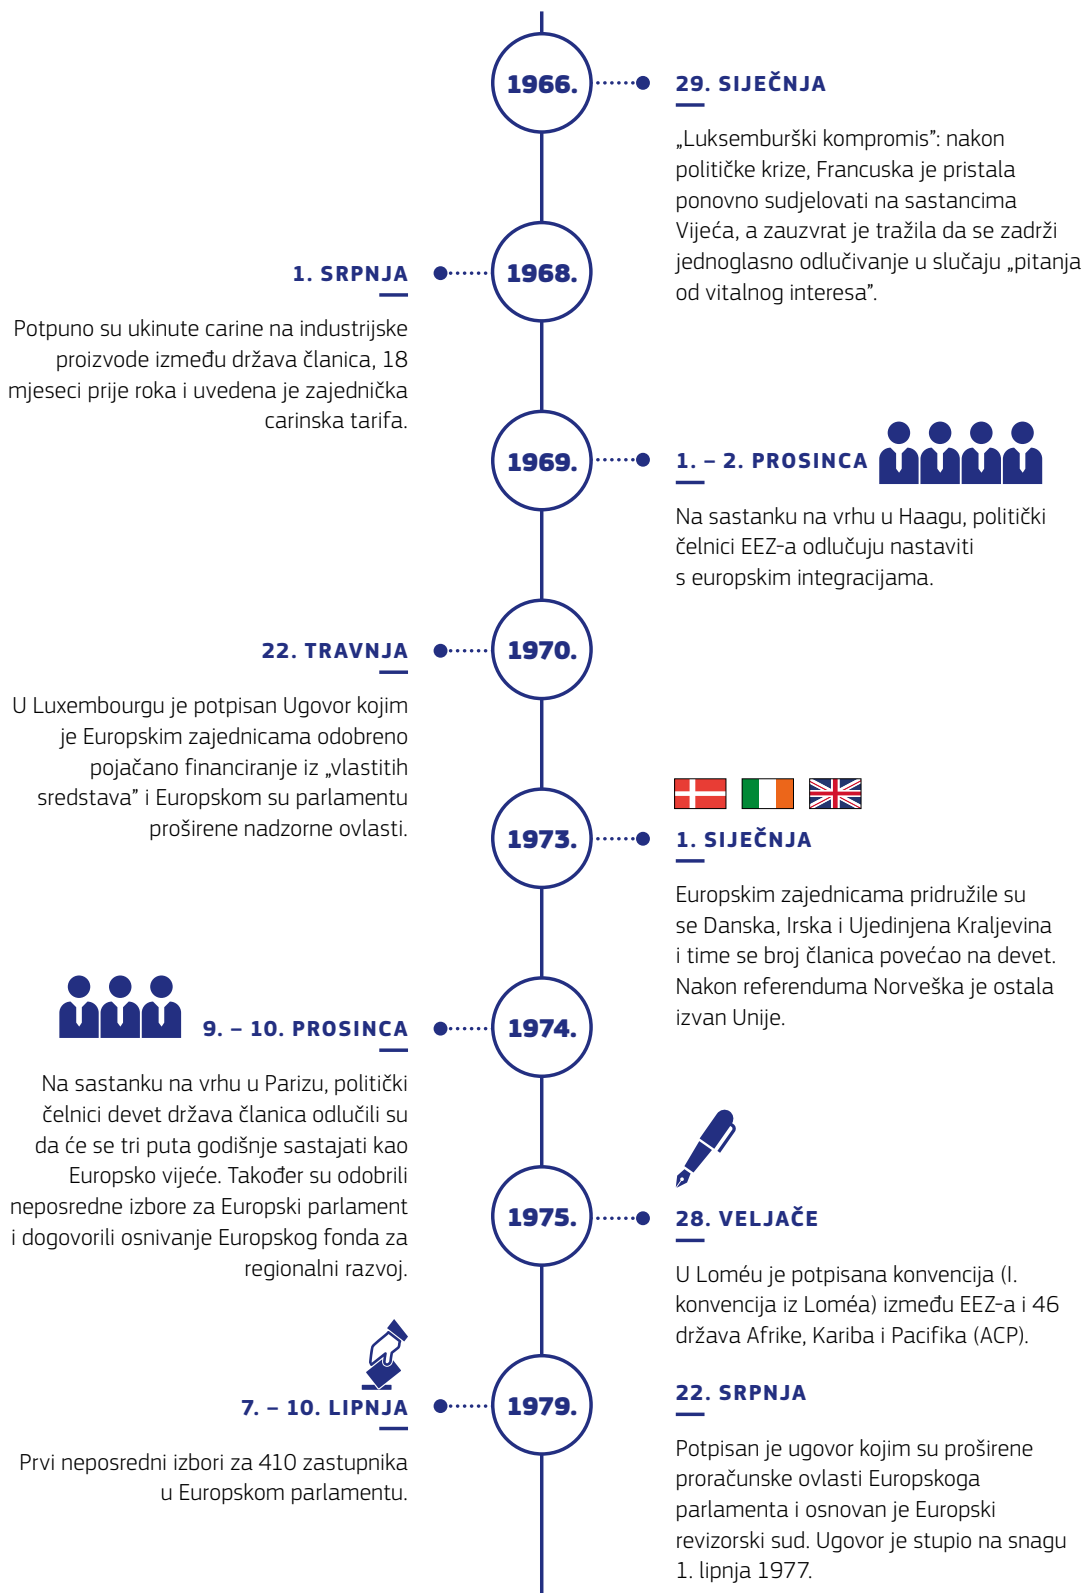 1966.
29. SIJEČNJA
„Luksemburški kompromis”: nakon
političke krize, Francuska je pristala
ponovno sudjelovati na sastancima
Vijeća, a zauzvrat je tražila da se zadrži
jednoglasno odlučivanje u slučaju „pitanja
od vitalnog interesa”.
1968.
1. SRPNJA
Potpuno su ukinute carine na industrijske
proizvode između država članica, 18
mjeseci prije roka i uvedena je zajednička
carinska tarifa.
1969.
1. – 2. PROSINCA
Na sastanku na vrhu u Haagu, politički
čelnici EEZ-a odlučuju nastaviti
s europskim integracijama.
1970.
22. TRAVNJA
U Luxembourgu je potpisan Ugovor kojim
je Europskim zajednicama odobreno
pojačano financiranje iz „vlastitih
sredstava” i Europskom su parlamentu
proširene nadzorne ovlasti.
1973.
1. SIJEČNJA
Europskim zajednicama pridružile su
se Danska, Irska i Ujedinjena Kraljevina
i time se broj članica povećao na devet.
Nakon referenduma Norveška je ostala
izvan Unije.
1974.
9. – 10. PROSINCA
Na sastanku na vrhu u Parizu, politički
čelnici devet država članica odlučili su
da će se tri puta godišnje sastajati kao
Europsko vijeće. Također su odobrili
neposredne izbore za Europski parlament
i dogovorili osnivanje Europskog fonda za
regionalni razvoj.
1975.
28. VELJAČE
U Loméu je potpisana konvencija (I.
konvencija iz Loméa) između EEZ-a i 46
država Afrike, Kariba i Pacifika (ACP).
22. SRPNJA
Potpisan je ugovor kojim su proširene
proračunske ovlasti Europskoga
parlamenta i osnovan je Europski
revizorski sud. Ugovor je stupio na snagu
1. lipnja 1977.
1979.
7. – 10. LIPNJA
Prvi neposredni izbori za 410 zastupnika
u Europskom parlamentu.